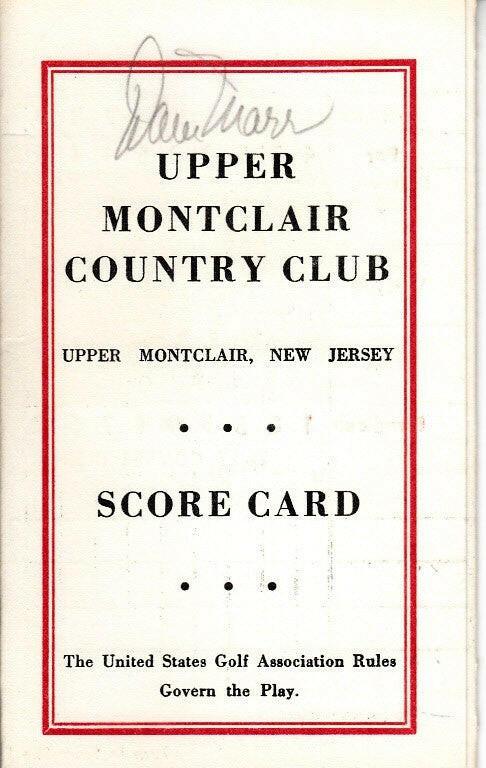 Dave Marr
UPPER
MONTCLAIR
COUNTRY CLUB
UPPER MONTCLAIR, NEW JERSEY
• • •
SCORE CARD
• • •
The United States Golf Association Rules
Govern the Play.